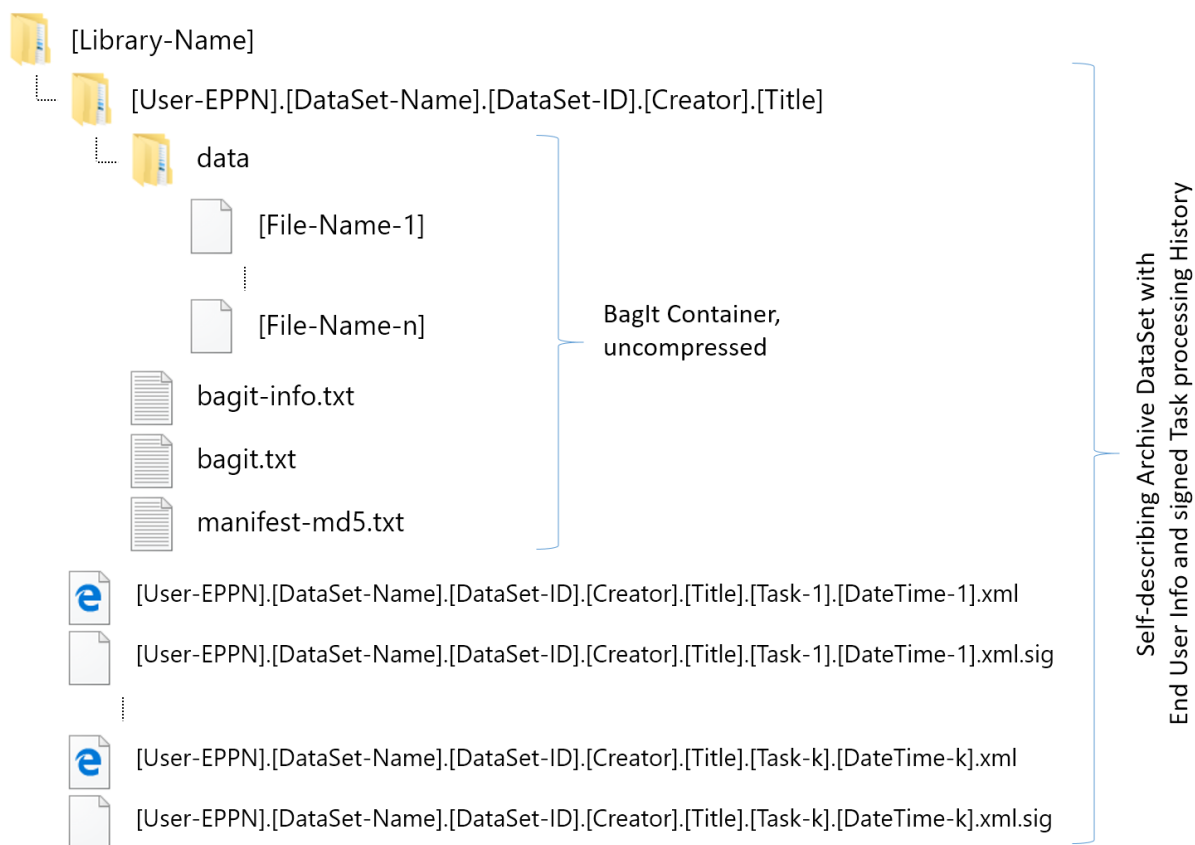 [Library-Name]
[User-EPPN].[DataSet-Name].[DataSet-ID].[Creator].[Title]
data
[File-Name-1]
[File-Name-n]
BagIt Container,
uncompressed
bagit-info.txt
bagit.txt
manifest-md5.txt
[User-EPPN].[DataSet-Name].[DataSet-ID].[Creator].[Title].[Task-1].[DateTime-1].xml
[User-EPPN].[DataSet-Name].[DataSet-ID].[Creator].[Title].[Task-1].[DateTime-1].xml.sig
[User-EPPN].[DataSet-Name].[DataSet-ID].[Creator].[Title].[Task-k].[DateTime-k].xml
[User-EPPN].[DataSet-Name].[DataSet-ID].[Creator].[Title].[Task-k].[DateTime-k].xml.sig
Self-describing Archive DataSet with
End User Info and signed Task processing History